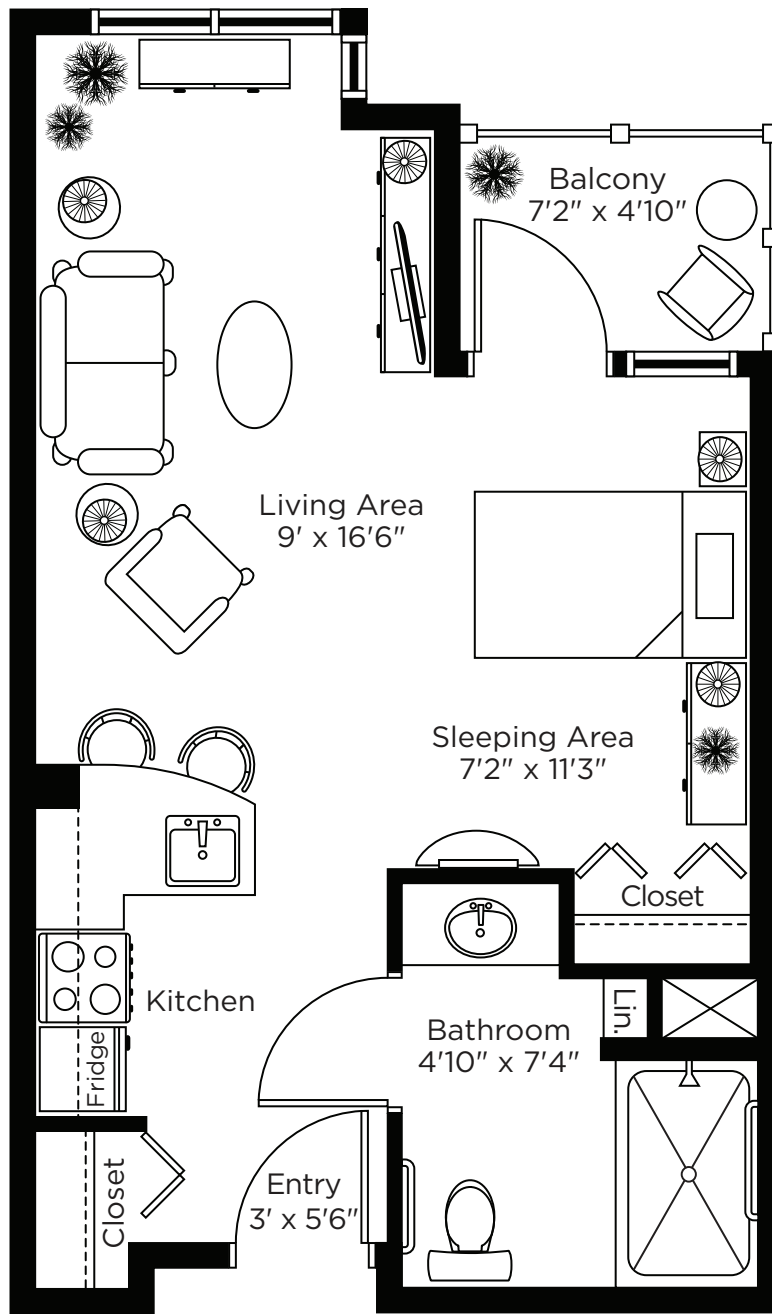 Balcony
7'2" x 4'10"
Living Area
9' x 16'6"
Sleeping Area
7'2" x 11'3"
Closet
Kitchen
Lin.
Bathroom
4'10" x 7'4"
Fridge
Closet
Entry
3' x 5'6"